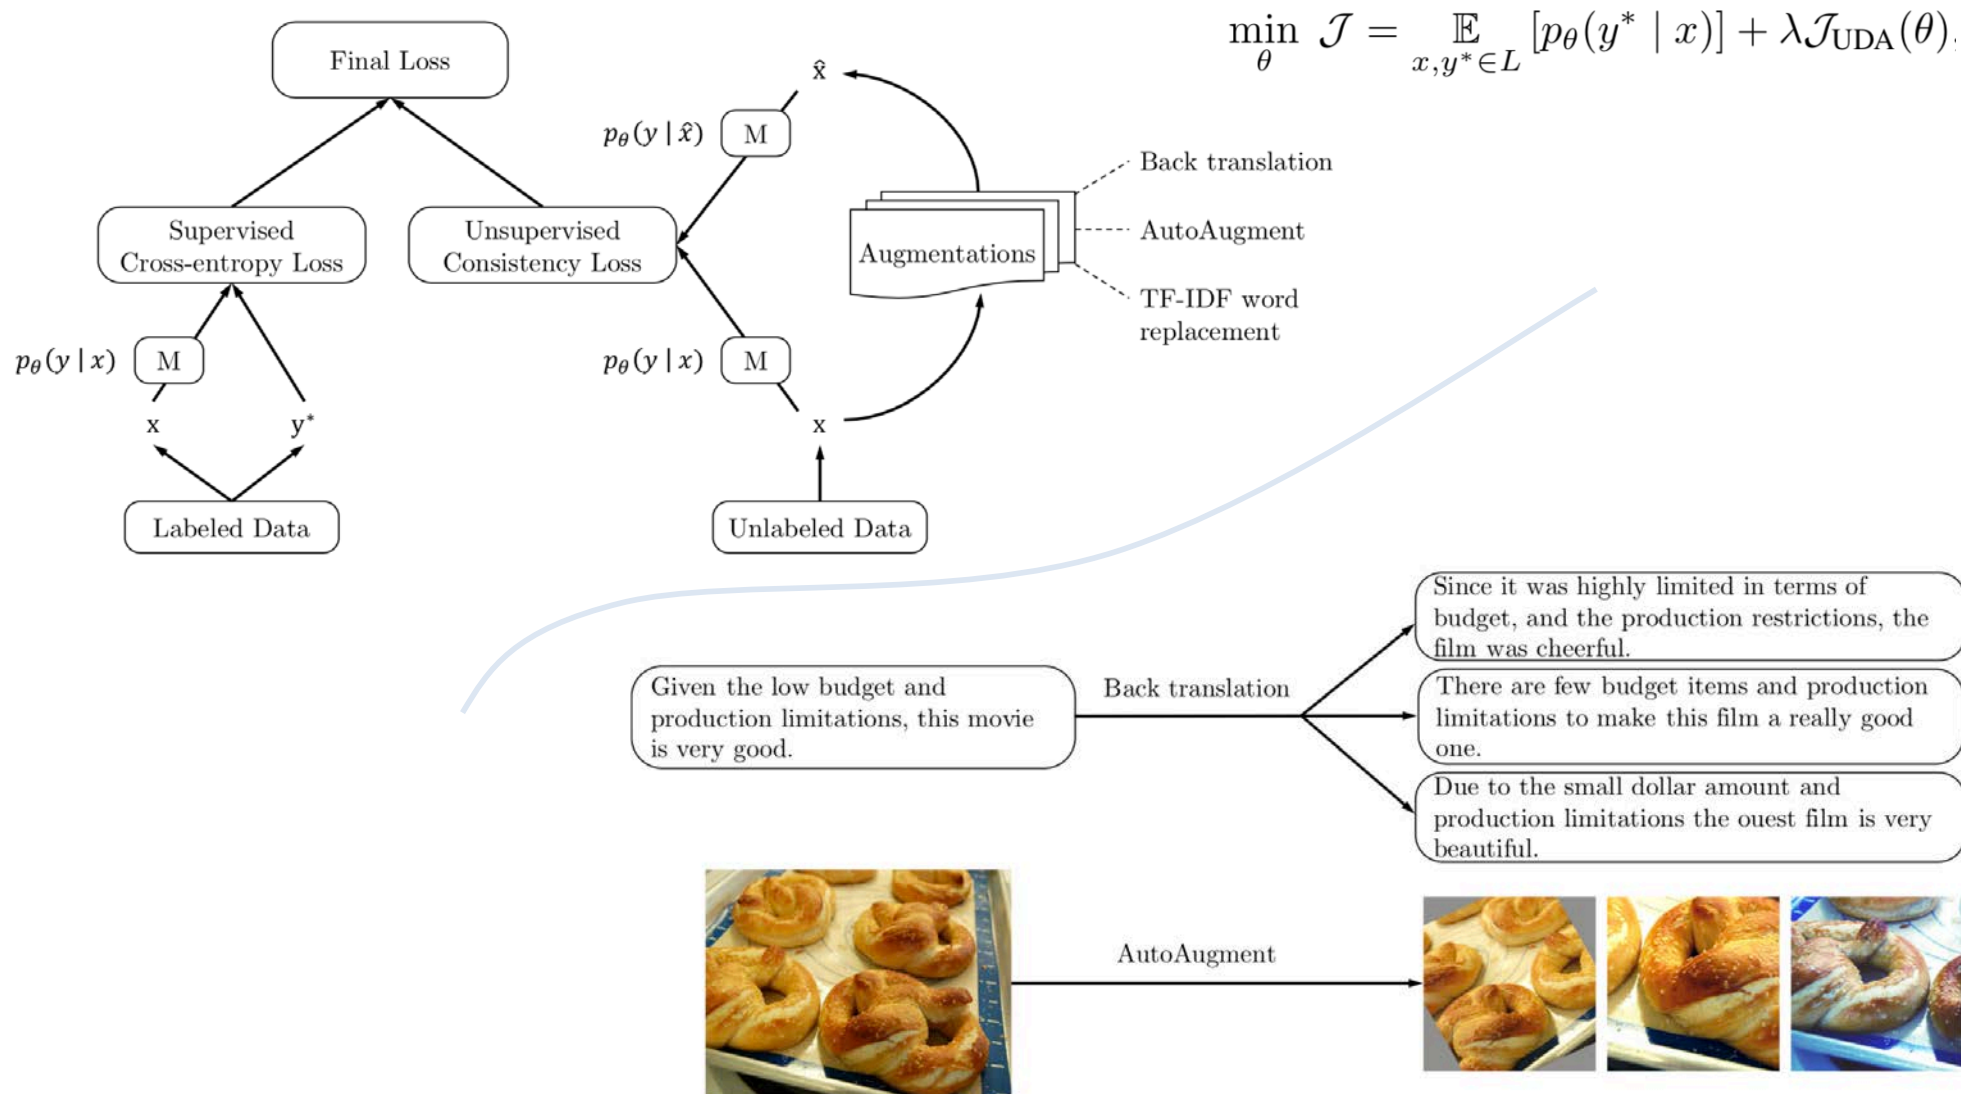 min_θ 𝒥 = 𝔼_{x,y*∈L} [p_θ(y* | x)] + λ𝒥_UDA(θ)
Final Loss
x̂
p_θ(y | x̂)
M
Back translation
Supervised
Cross-entropy Loss
Unsupervised
Consistency Loss
Augmentations
AutoAugment
TF-IDF word
replacement
p_θ(y | x)
M
p_θ(y | x)
M
x
y*
x
Labeled Data
Unlabeled Data
Given the low budget and
production limitations, this movie
is very good.
Back translation
Since it was highly limited in terms of
budget, and the production restrictions, the
film was cheerful.
There are few budget items and production
limitations to make this film a really good
one.
Due to the small dollar amount and
production limitations the ouest film is very
beautiful.
AutoAugment